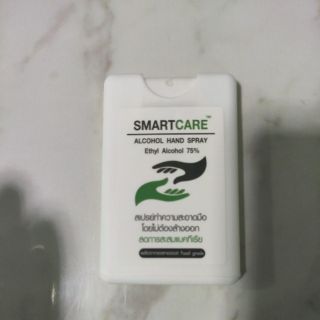 SMARTCARE™
ALCOHOL HAND SPRAY
Ethyl Alcohol 75%
สเปรย์ทำความสะอาดมือ
โดยไม่ต้องล้างออก
ลดการสะสมแบคทีเรีย
Food grade